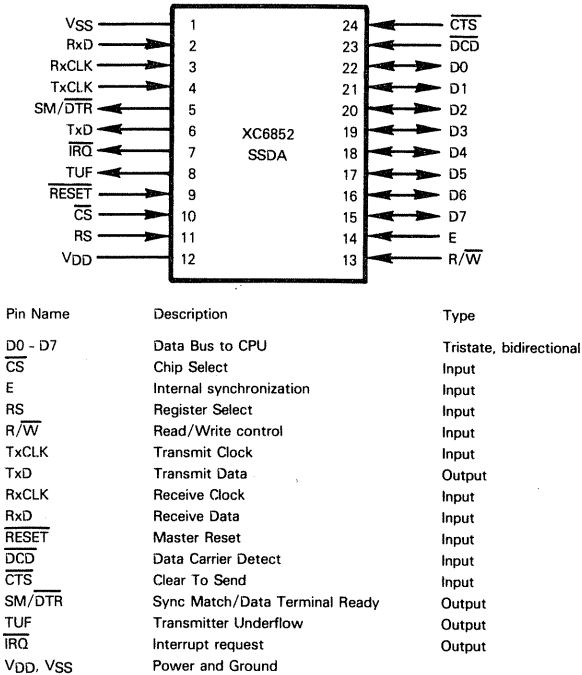 VSS 1 24 CTS
RxD 2 23 DCD
RxCLK 3 22 D0
TxCLK 4 21 D1
SM/DTR 5 20 D2
TxD 6 XC6852 19 D3
IRQ 7 SSDA 18 D4
TUF 8 17 D5
RESET 9 16 D6
CS 10 15 D7
RS 11 14 E
VDD 12 13 R/W
Pin Name Description Type
D0 - D7 Data Bus to CPU Tristate, bidirectional
CS Chip Select Input
E Internal synchronization Input
RS Register Select Input
R/W Read/Write control Input
TxCLK Transmit Clock Input
TxD Transmit Data Output
RxCLK Receive Clock Input
RxD Receive Data Input
RESET Master Reset Input
DCD Data Carrier Detect Input
CTS Clear To Send Input
SM/DTR Sync Match/Data Terminal Ready Output
TUF Transmitter Underflow Output
IRQ Interrupt request Output
VDD, VSS Power and Ground